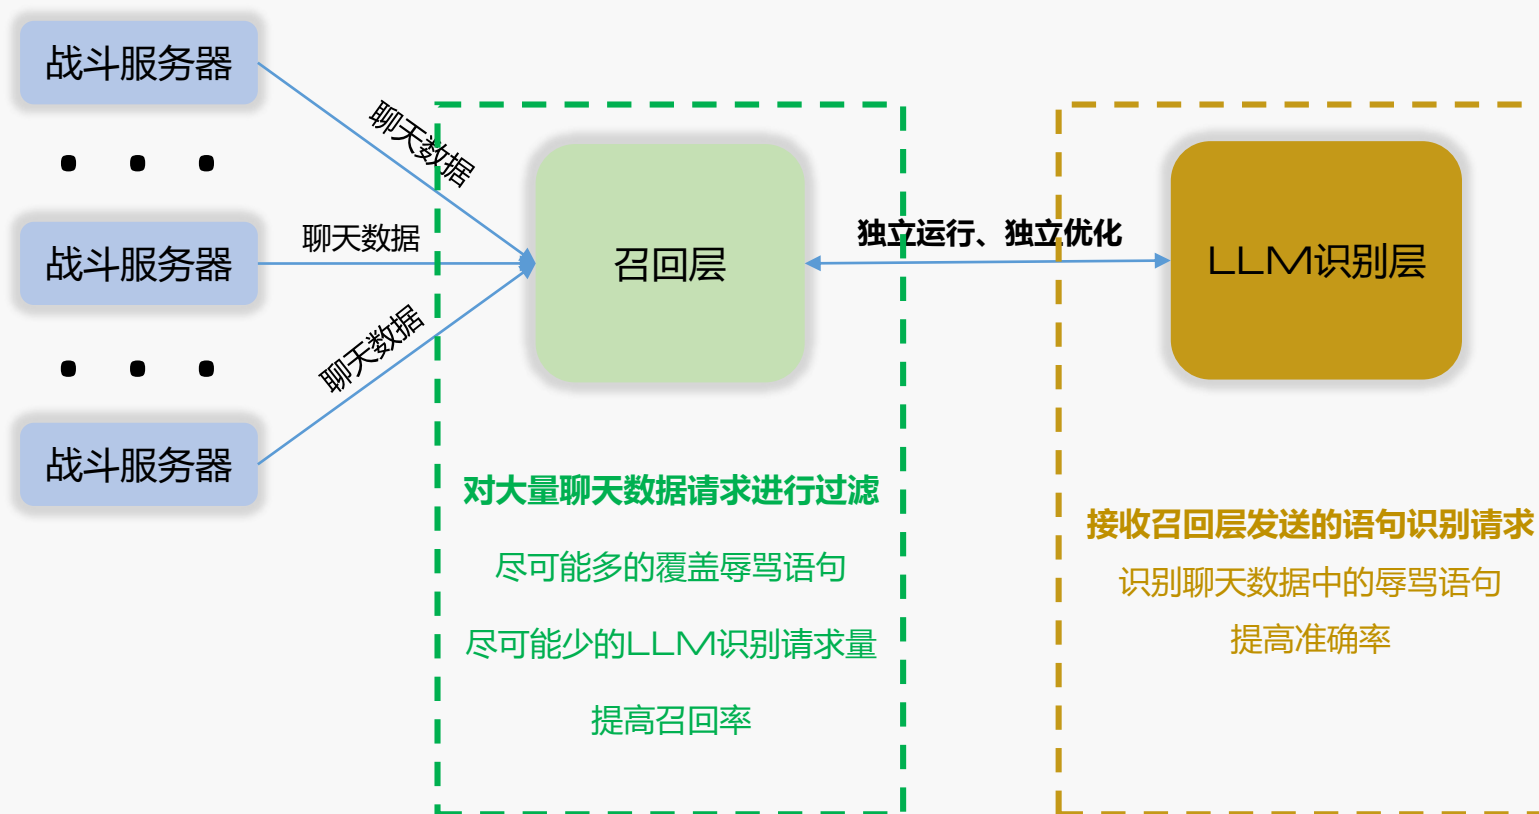 战斗服务器
聊天数据
战斗服务器
聊天数据
战斗服务器
聊天数据
召回层
独立运行、独立优化
LLM识别层
对大量聊天数据请求进行过滤
尽可能多的覆盖辱骂语句
尽可能少的LLM识别请求量
提高召回率
接收召回层发送的语句识别请求
识别聊天数据中的辱骂语句
提高准确率